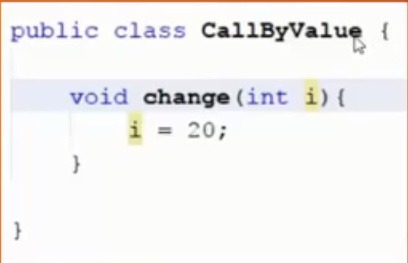 public class CallByValue {
void change(int i){
i = 20;
}
}